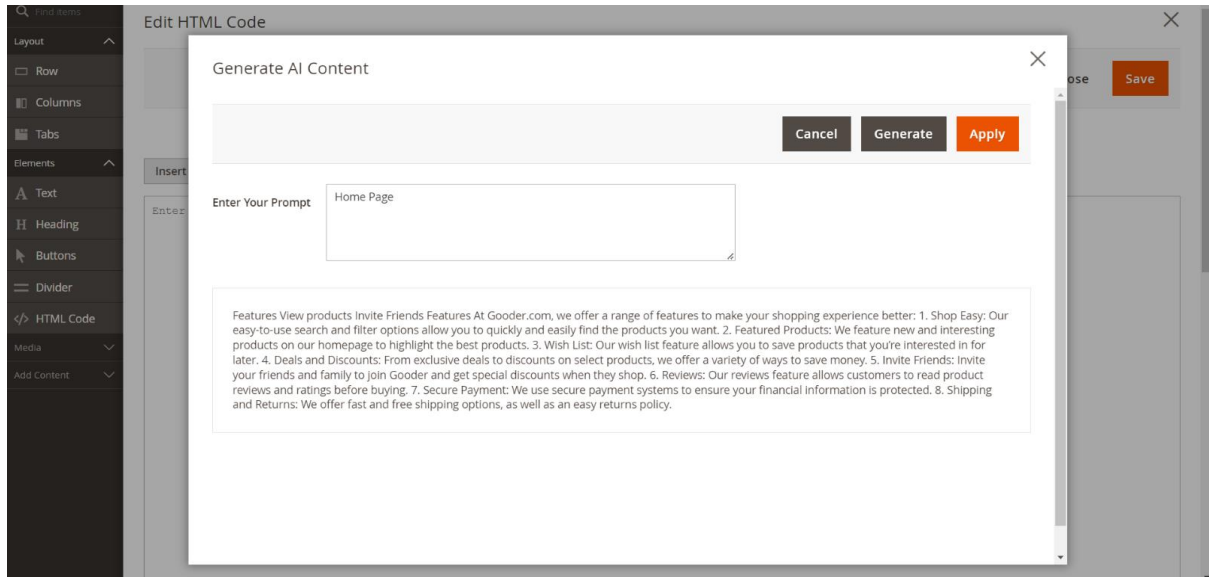 Find items
Edit HTML Code
Layout
Row
Columns
Tabs
Elements
Text
Heading
Buttons
Divider
</> HTML Code
Media
Add Content
Save
Insert
Enter
Generate AI Content
Cancel
Generate
Apply
Enter Your Prompt
Home Page
Features View products Invite Friends Features At Gooder.com, we offer a range of features to make your shopping experience better: 1. Shop Easy: Our
easy-to-use search and filter options allow you to quickly and easily find the products you want. 2. Featured Products: We feature new and interesting
products on our homepage to highlight the best products. 3. Wish List: Our wish list feature allows you to save products that you're interested in for
later. 4. Deals and Discounts: From exclusive deals to discounts on select products, we offer a variety of ways to save money. 5. Invite Friends: Invite
your friends and family to join Gooder and get special discounts when they shop. 6. Reviews: Our reviews feature allows customers to read product
reviews and ratings before buying. 7. Secure Payment: We use secure payment systems to ensure your financial information is protected. 8. Shipping
and Returns: We offer fast and free shipping options, as well as an easy returns policy.